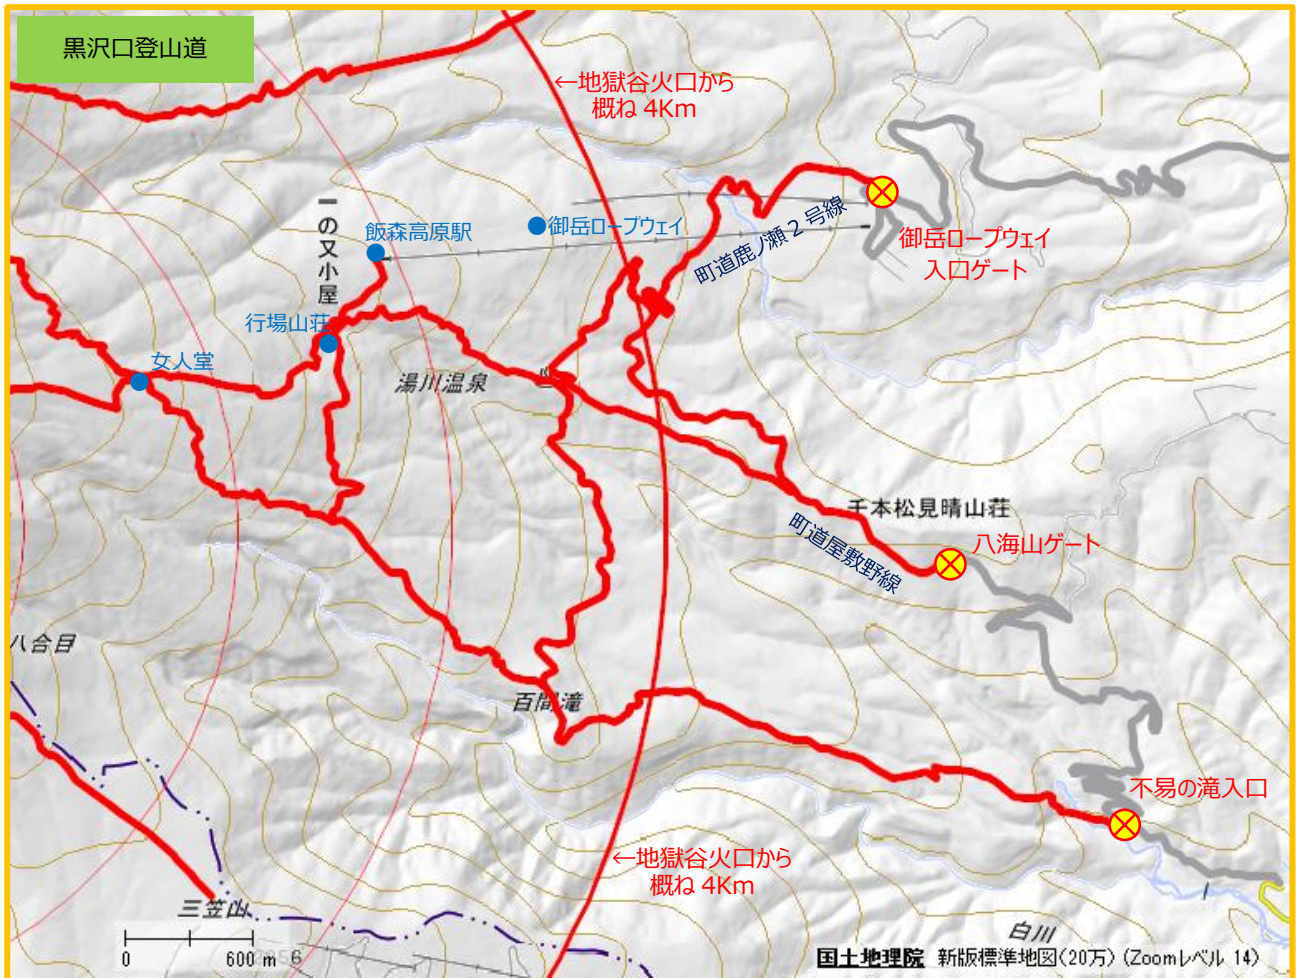 黒沢口登山道
←地獄谷火口から
概ね 4Km
一の又小屋
飯森高原駅
御岳ロープウェイ
町道鹿ノ瀬２号線
御岳ロープウェイ
入口ゲート
行場山荘
女人堂
湯川温泉
千本松見晴山荘
町道屋敷野線
八海山ゲート
八合目
百間滝
不易の滝入口
←地獄谷火口から
概ね 4Km
三笠山
白川
0 600 m
国土地理院 新版標準地図(20万) (Zoomレベル 14)